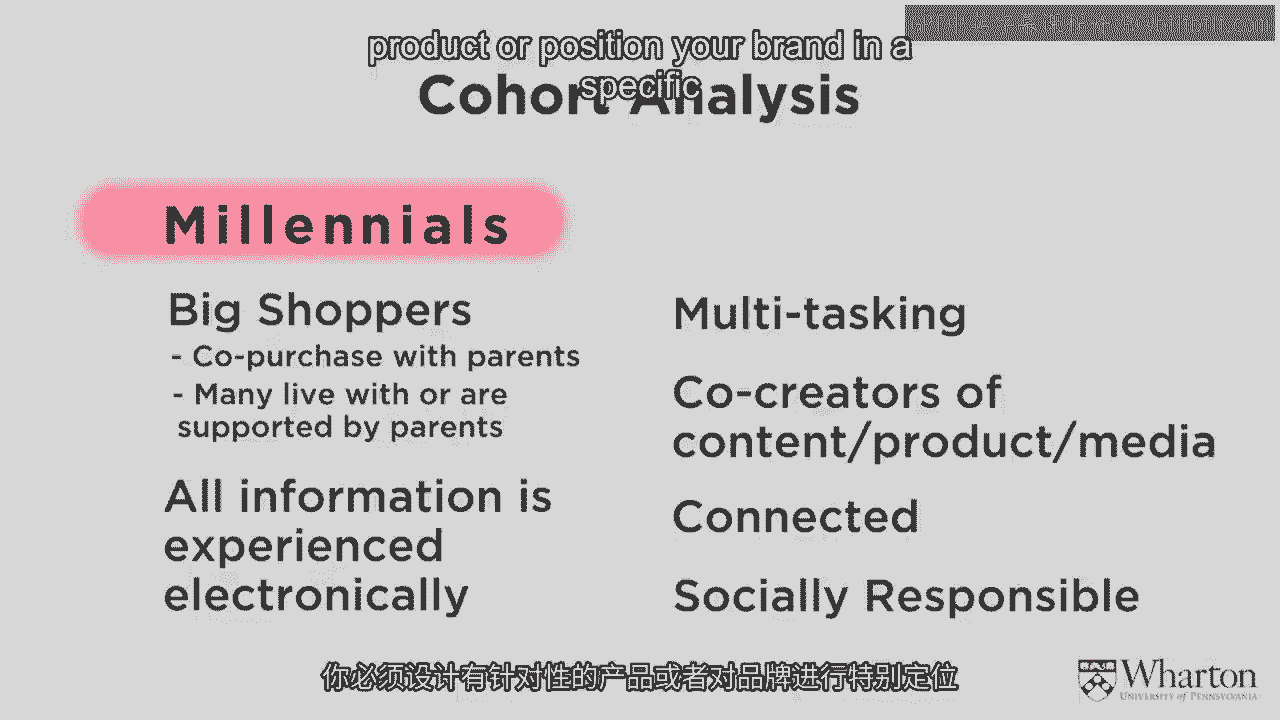 product or position your brand in a
specific
Cohort Analysis
Millennials
Big Shoppers
- Co-purchase with parents
- Many live with or are
supported by parents
All information is
experienced
electronically
Multi-tasking
Co-creators of
content/product/media
Connected
Socially Responsible
你必须设计有针对性的产品或者对品牌进行特别定位
Wharton
UNIVERSITY of PENNSYLVANIA